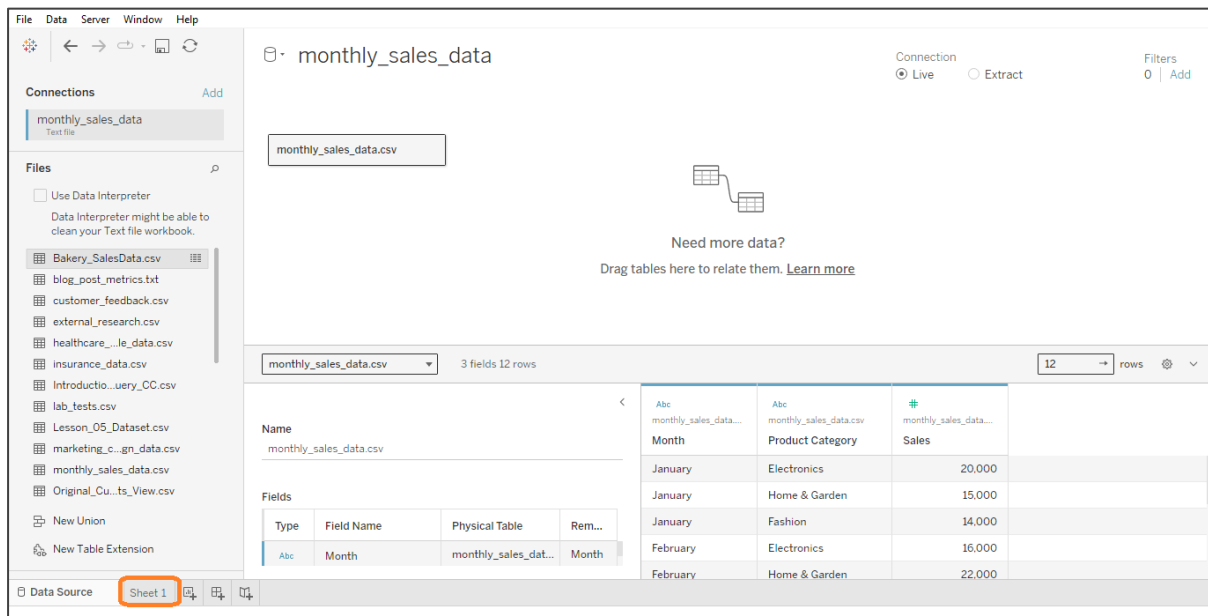 File Data Server Window Help
monthly_sales_data
Connection
Live Extract
Filters
0 Add
Connections Add
monthly_sales_data
Text file
monthly_sales_data.csv
Files
Use Data Interpreter
Data Interpreter might be able to
clean your Text file workbook.
Bakery_SalesData.csv
blog_post_metrics.txt
customer_feedback.csv
external_research.csv
healthcare_...le_data.csv
insurance_data.csv
Introductio...uery_CC.csv
lab_tests.csv
Lesson_05_Dataset.csv
marketing_c...gn_data.csv
monthly_sales_data.csv
Original_Cu...ts_View.csv
New Union
New Table Extension
Need more data?
Drag tables here to relate them. Learn more
monthly_sales_data.csv 3 fields 12 rows 12 → rows
Name
monthly_sales_data.csv
Fields
Type Field Name Physical Table Rem...
Abc Month monthly_sales_dat... Month
Abc Abc #
monthly_sales_data.... monthly_sales_data.csv monthly_sales_data....
Month Product Category Sales
January Electronics 20,000
January Home & Garden 15,000
January Fashion 14,000
February Electronics 16,000
February Home & Garden 22,000
Data Source Sheet 1